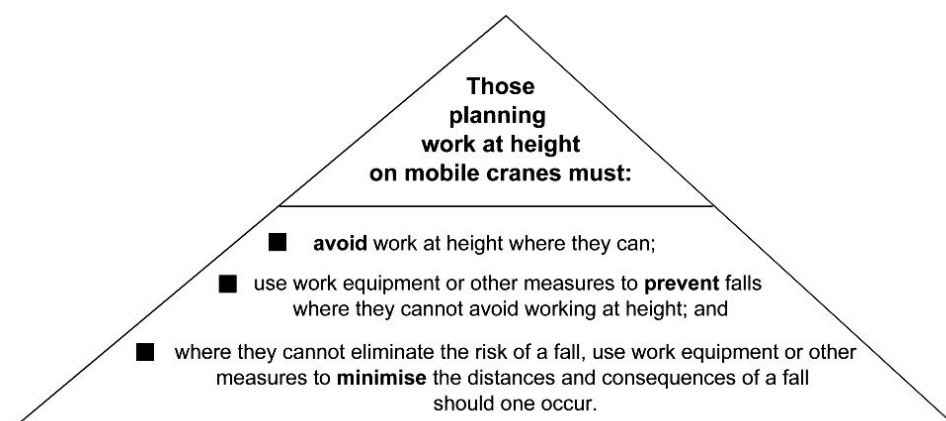 Those
planning
work at height
on mobile cranes must:
■ avoid work at height where they can;
■ use work equipment or other measures to prevent falls
where they cannot avoid working at height; and
■ where they cannot eliminate the risk of a fall, use work equipment or other
measures to minimise the distances and consequences of a fall
should one occur.